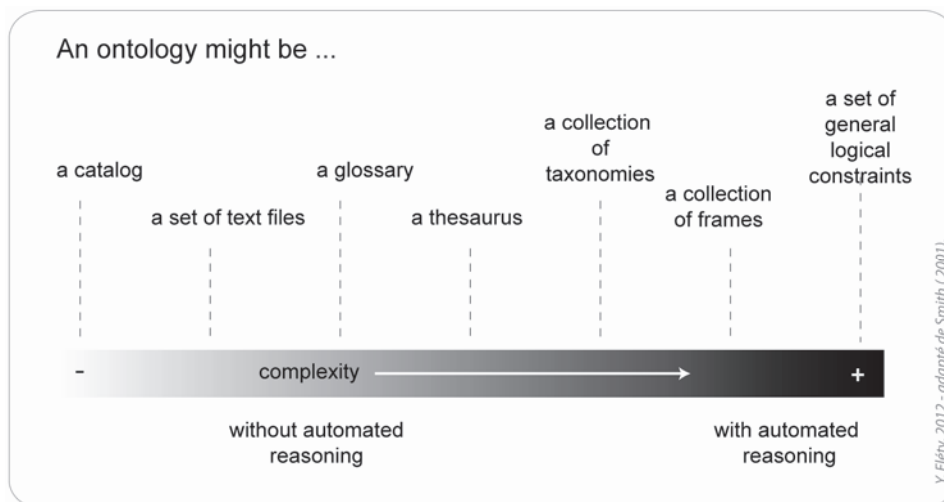 An ontology might be ...
a catalog
a set of text files
a glossary
a thesaurus
a collection
of
taxonomies
a collection
of frames
a set of
general
logical
constraints
-
complexity
+
without automated
reasoning
with automated
reasoning
Y. Fléty, 2012 - adapté de Smith (2001)